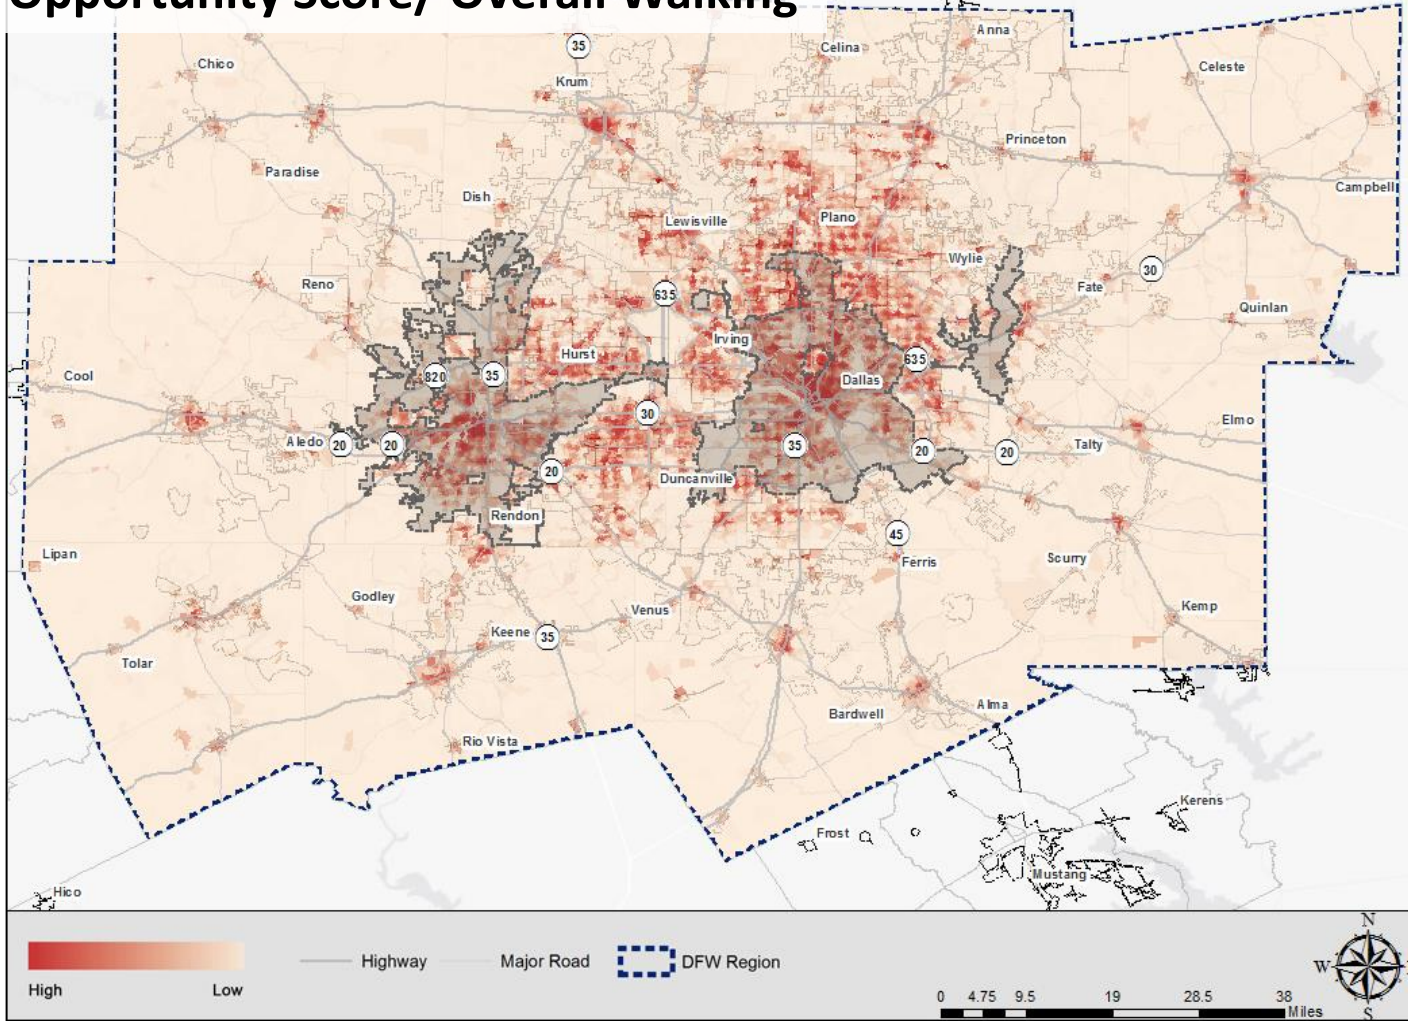 Opportunity Score/ Overall Walking
35
Anna
Celina
Chico
Celeste
Krum
Princeton
Paradise
Campbell
Dish
Lewisville
Plano
Wylie
30
Reno
635
Fate
Quinlan
Irving
Hurst
635
820
35
Cool
Dallas
30
Elmo
Aledo
20
20
35
20
20
Talty
20
Duncanville
Rendon
45
Lipan
Ferris
Scurry
Godley
Venus
Kemp
Keene
35
Tolar
Alma
Bardwell
Rio Vista
Kerens
Frost
Mustang
Hico
N
W
S
High
Low
Highway
Major Road
DFW Region
0 4.75 9.5 19 28.5 38
Miles